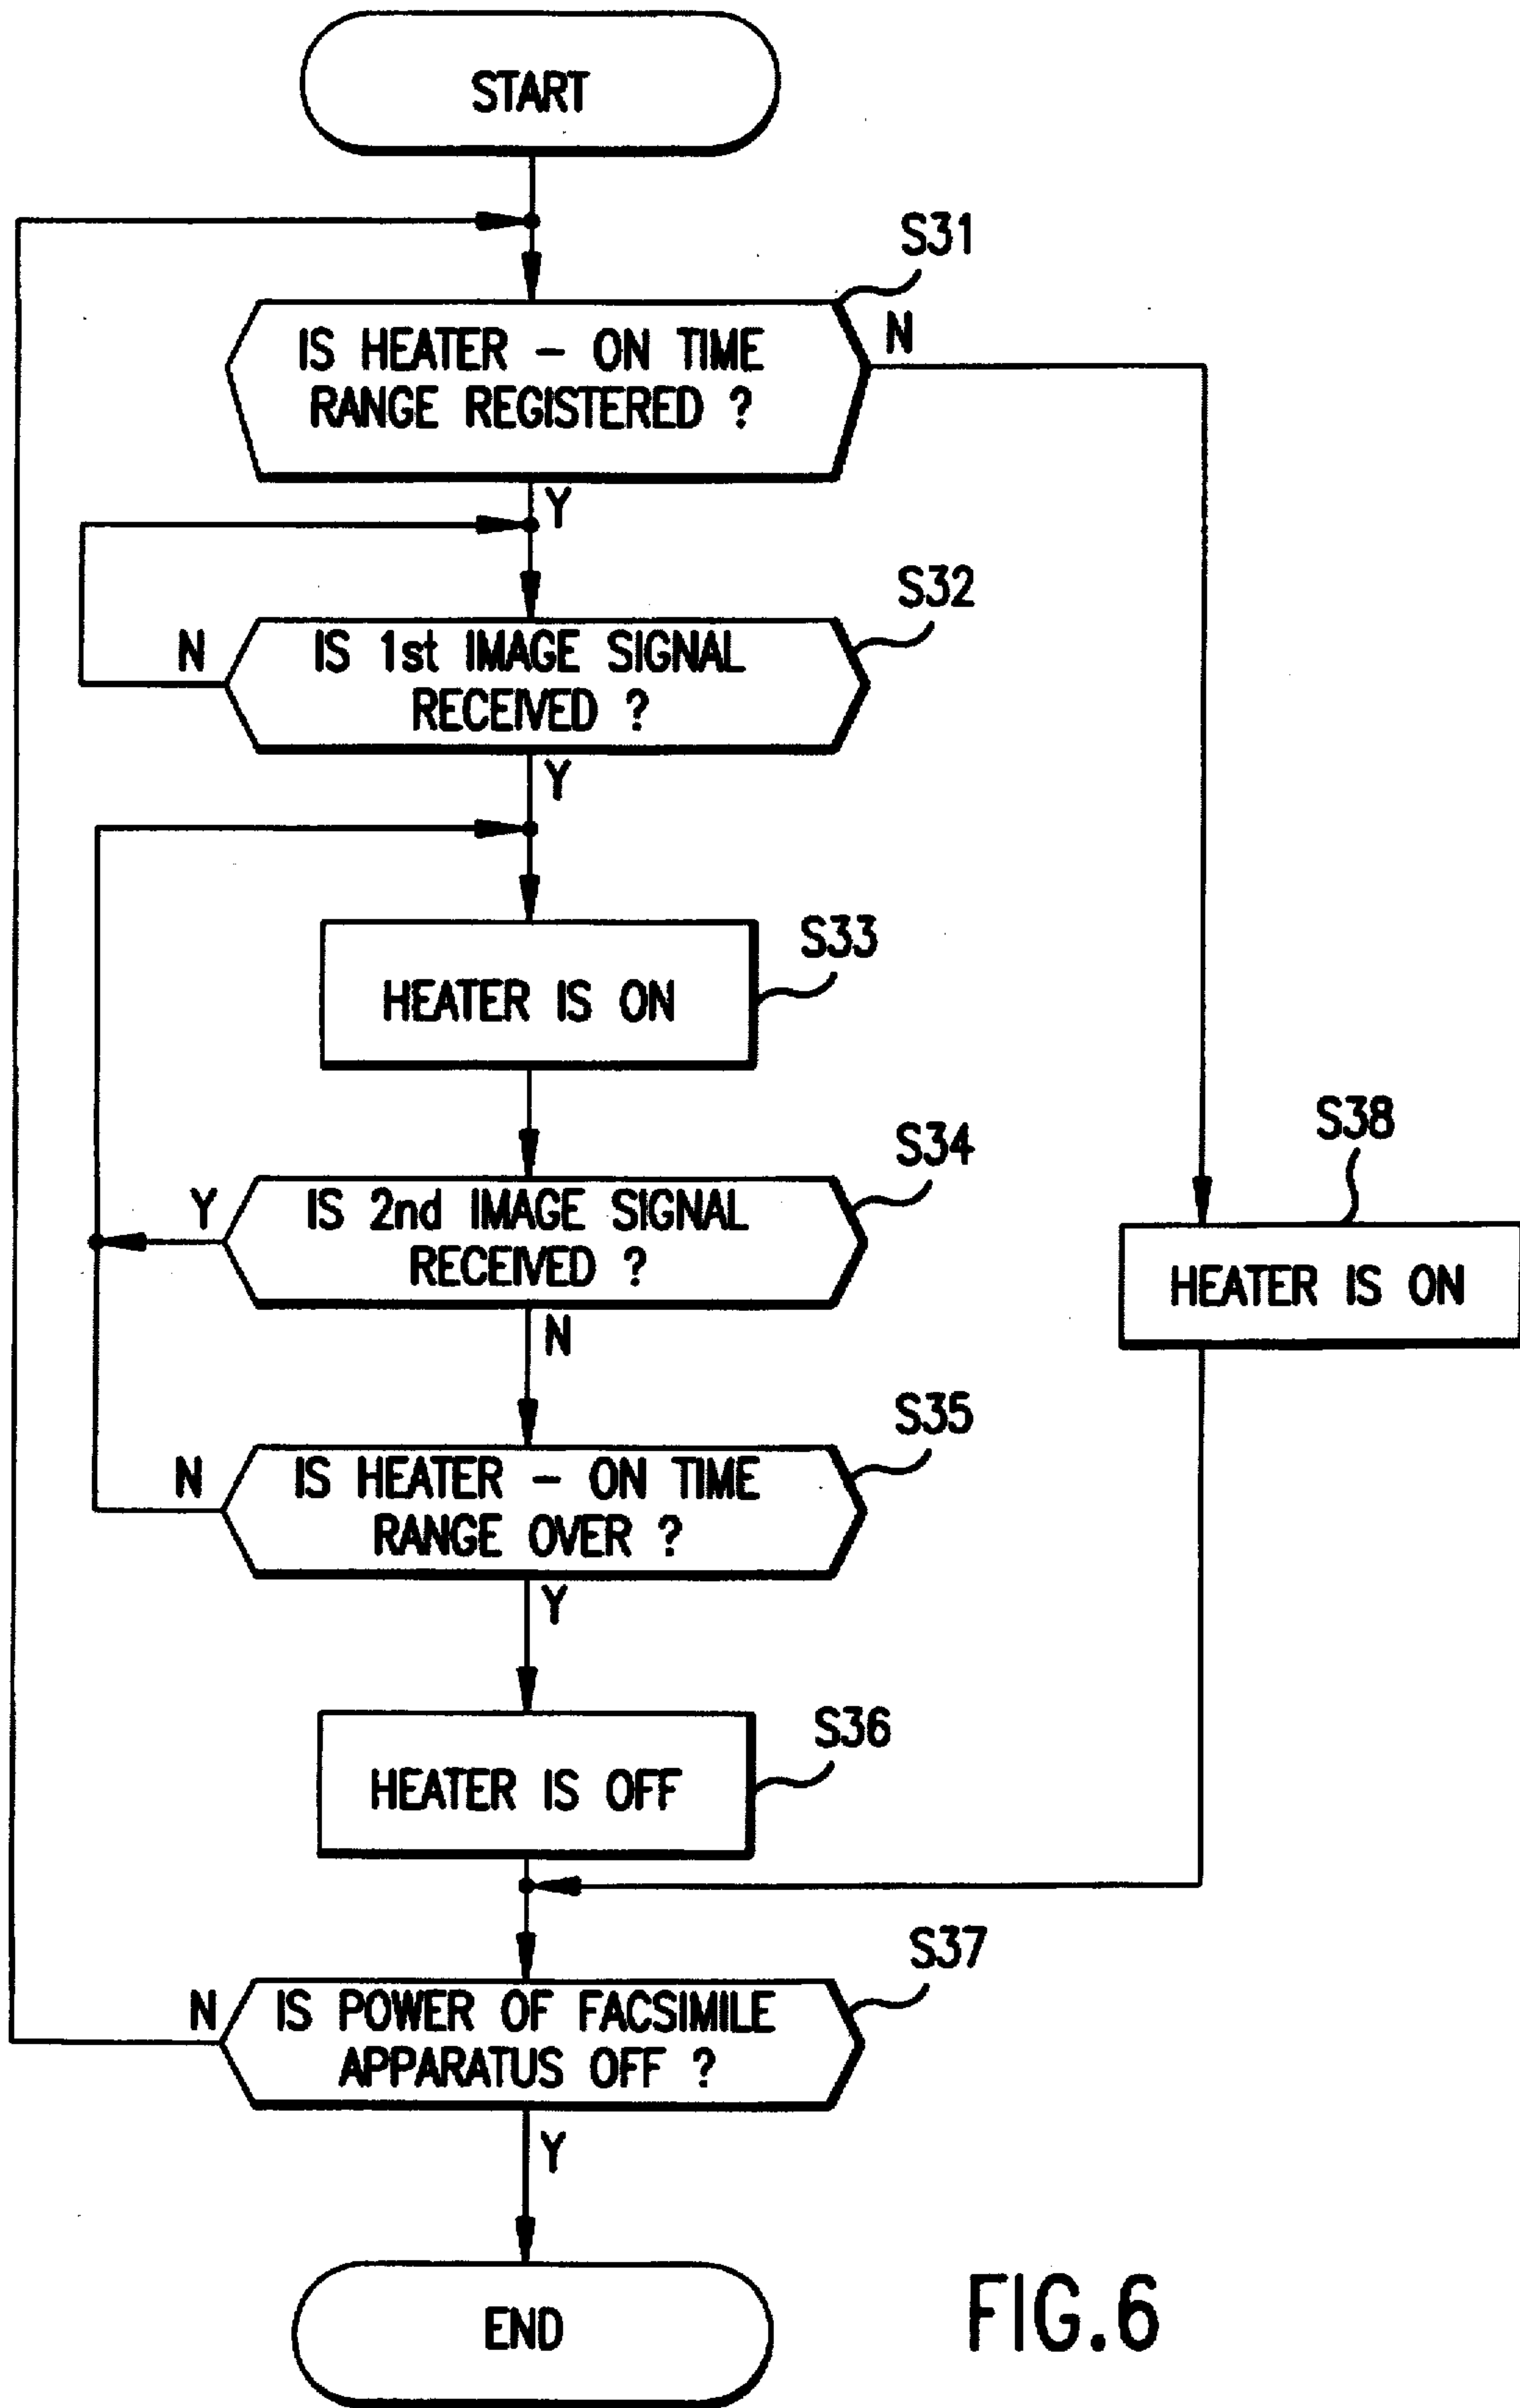 START
S31
IS HEATER - ON TIME
RANGE REGISTERED ?
N
Y
S32
N
IS 1st IMAGE SIGNAL
RECEIVED ?
Y
S33
HEATER IS ON
S34
Y
IS 2nd IMAGE SIGNAL
RECEIVED ?
N
S38
HEATER IS ON
S35
N
IS HEATER - ON TIME
RANGE OVER ?
Y
S36
HEATER IS OFF
S37
N
IS POWER OF FACSIMILE
APPARATUS OFF ?
Y
END
FIG.6